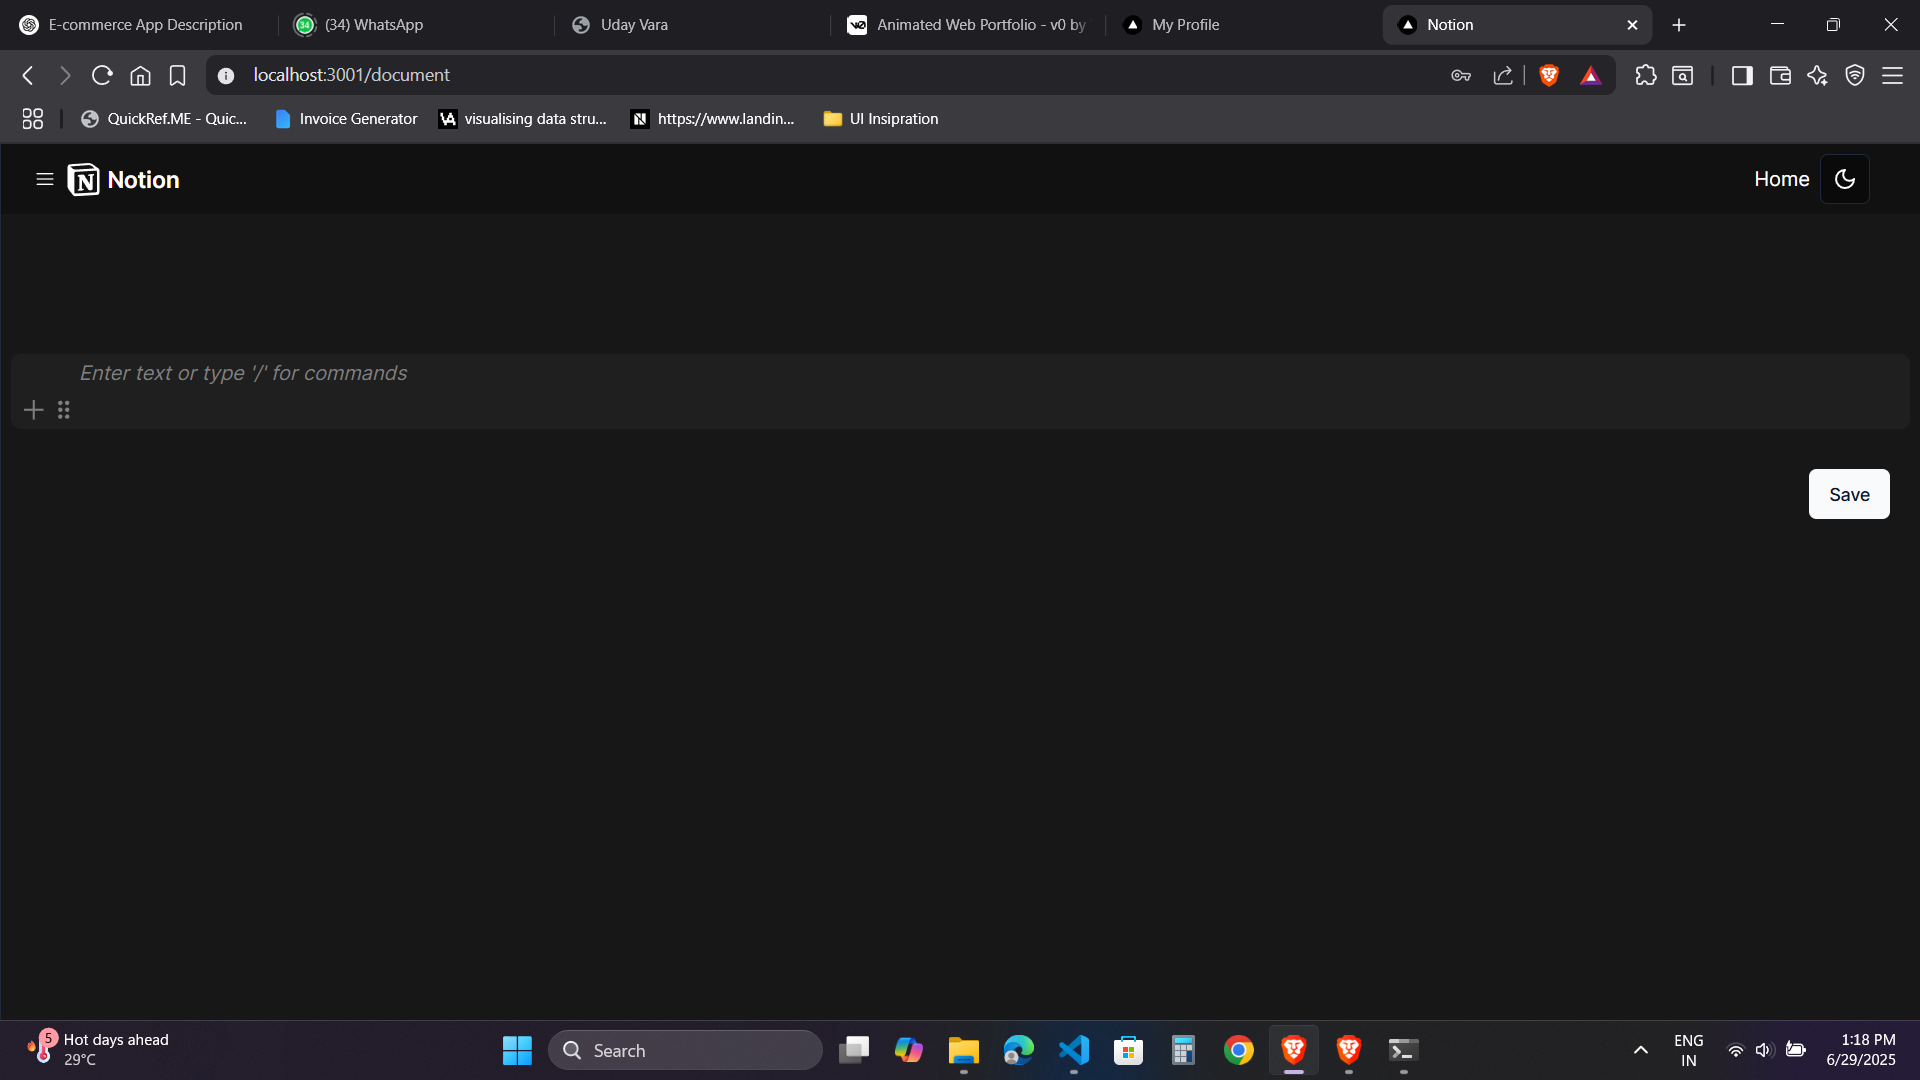 E-commerce App Description
(34) WhatsApp
Uday Vara
Animated Web Portfolio - v0 by
My Profile
Notion
localhost:3001/document
QuickRef.ME - Quic...
Invoice Generator
visualising data stru...
https://www.landin...
UI Insipration
Notion
Home
Enter text or type '/' for commands
Save
5
Hot days ahead
29°C
Search
ENG
IN
1:18 PM
6/29/2025